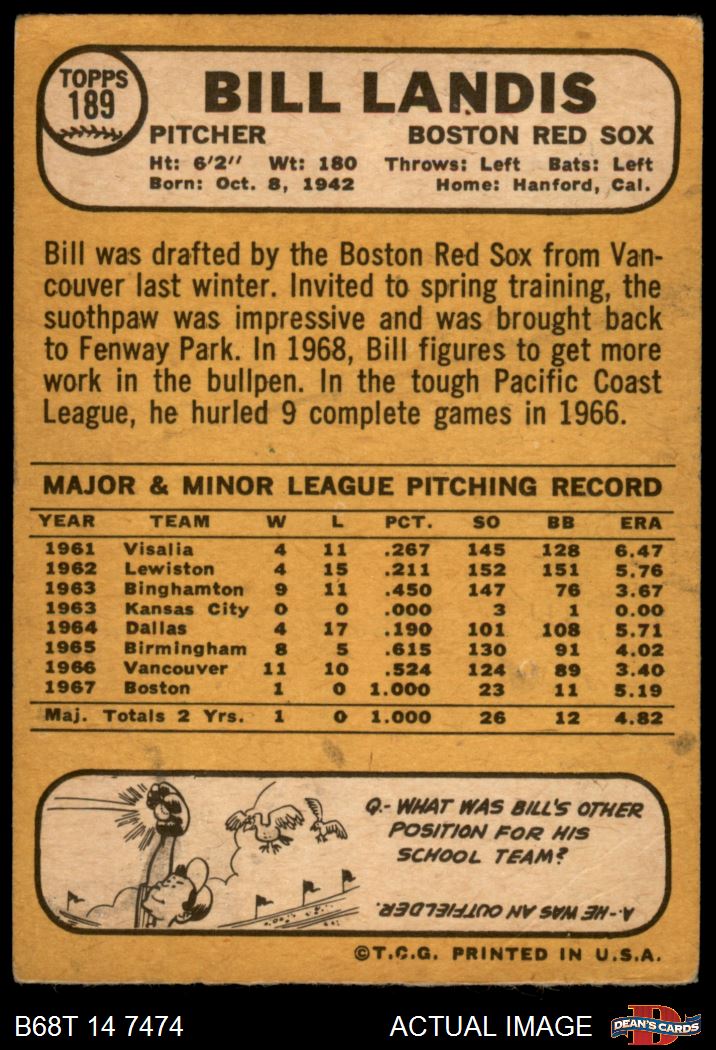 TOPPS
189
BILL LANDIS
PITCHER BOSTON RED SOX
Ht: 6'2" Wt: 180 Throws: Left Bats: Left
Born: Oct. 8, 1942 Home: Hanford, Cal.
Bill was drafted by the Boston Red Sox from Van-
couver last winter. Invited to spring training, the
suothpaw was impressive and was brought back
to Fenway Park. In 1968, Bill figures to get more
work in the bullpen. In the tough Pacific Coast
League, he hurled 9 complete games in 1966.
MAJOR & MINOR LEAGUE PITCHING RECORD
YEAR TEAM W L PCT. SO BB ERA
1961 Visalia 4 11 .267 145 128 6.47
1962 Lewiston 4 15 .211 152 151 5.76
1963 Binghamton 9 11 .450 147 76 3.67
1963 Kansas City 0 0 .000 3 1 0.00
1964 Dallas 4 17 .190 101 108 5.71
1965 Birmingham 8 5 .615 130 91 4.02
1966 Vancouver 11 10 .524 124 89 3.40
1967 Boston 1 0 1.000 23 11 5.19
Maj. Totals 2 Yrs. 1 0 1.000 26 12 4.82
Q.- WHAT WAS BILL'S OTHER
POSITION FOR HIS
SCHOOL TEAM?
A.- HE WAS AN OUTFIELDER.
©T.C.G. PRINTED IN U.S.A.
B68T 14 7474 ACTUAL IMAGE DEAN'S CARDS